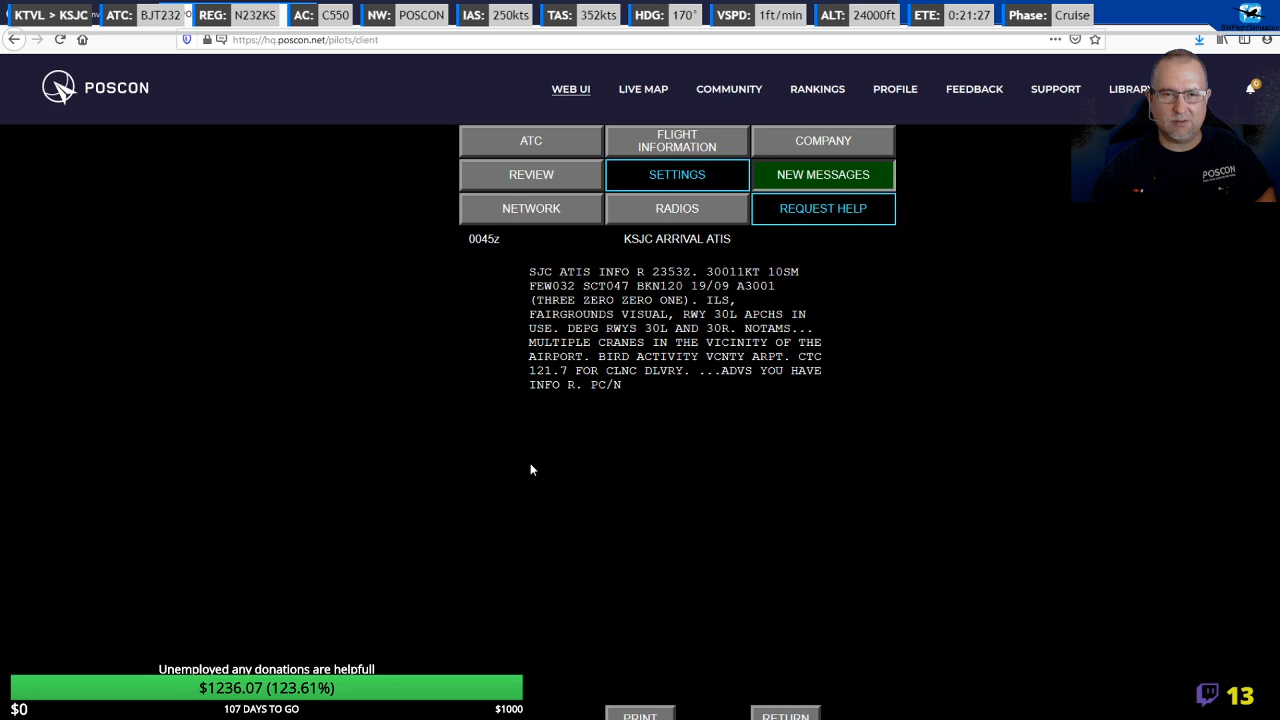 KTVL > KSJC ATC: BJT232 REG: N232KS AC: C550 NW: POSCON IAS: 250kts TAS: 352kts HDG: 170° VSPD: 1ft/min ALT: 24000ft ETE: 0:21:27 Phase: Cruise
https://hq.poscon.net/pilots/client
POSCON
WEB UI LIVE MAP COMMUNITY RANKINGS PROFILE FEEDBACK SUPPORT LIBRARY
ATC FLIGHT INFORMATION COMPANY
REVIEW SETTINGS NEW MESSAGES
NETWORK RADIOS REQUEST HELP
POSCON
0045z KSJC ARRIVAL ATIS
SJC ATIS INFO R 2353Z. 30011KT 10SM
FEW032 SCT047 BKN120 19/09 A3001
(THREE ZERO ZERO ONE). ILS,
FAIRGROUNDS VISUAL, RWY 30L APCHS IN
USE. DEPG RWYS 30L AND 30R. NOTAMS...
MULTIPLE CRANES IN THE VICINITY OF THE
AIRPORT. BIRD ACTIVITY VCNTY ARPT. CTC
121.7 FOR CLNC DLVRY. ...ADVS YOU HAVE
INFO R. PC/N
Unemployed any donations are helpfull
$1236.07 (123.61%)
$0 107 DAYS TO GO $1000
PRINT RETURN
13